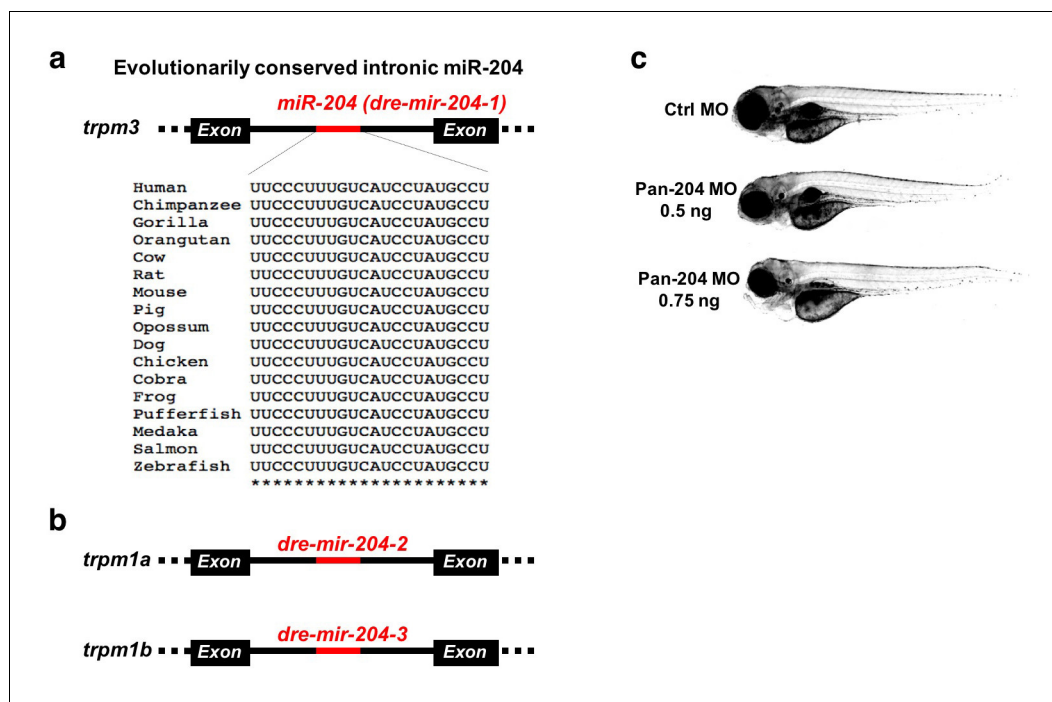 a
Evolutionarily conserved intronic miR-204
miR-204 (dre-mir-204-1)
trpm3 Exon Exon
Human UUCCCUUUGUCAUCCUAUGCCU
Chimpanzee UUCCCUUUGUCAUCCUAUGCCU
Gorilla UUCCCUUUGUCAUCCUAUGCCU
Orangutan UUCCCUUUGUCAUCCUAUGCCU
Cow UUCCCUUUGUCAUCCUAUGCCU
Rat UUCCCUUUGUCAUCCUAUGCCU
Mouse UUCCCUUUGUCAUCCUAUGCCU
Pig UUCCCUUUGUCAUCCUAUGCCU
Opossum UUCCCUUUGUCAUCCUAUGCCU
Dog UUCCCUUUGUCAUCCUAUGCCU
Chicken UUCCCUUUGUCAUCCUAUGCCU
Cobra UUCCCUUUGUCAUCCUAUGCCU
Frog UUCCCUUUGUCAUCCUAUGCCU
Pufferfish UUCCCUUUGUCAUCCUAUGCCU
Medaka UUCCCUUUGUCAUCCUAUGCCU
Salmon UUCCCUUUGUCAUCCUAUGCCU
Zebrafish UUCCCUUUGUCAUCCUAUGCCU
**********************
b
dre-mir-204-2
trpm1a Exon Exon
dre-mir-204-3
trpm1b Exon Exon
c
Ctrl MO
Pan-204 MO
0.5 ng
Pan-204 MO
0.75 ng